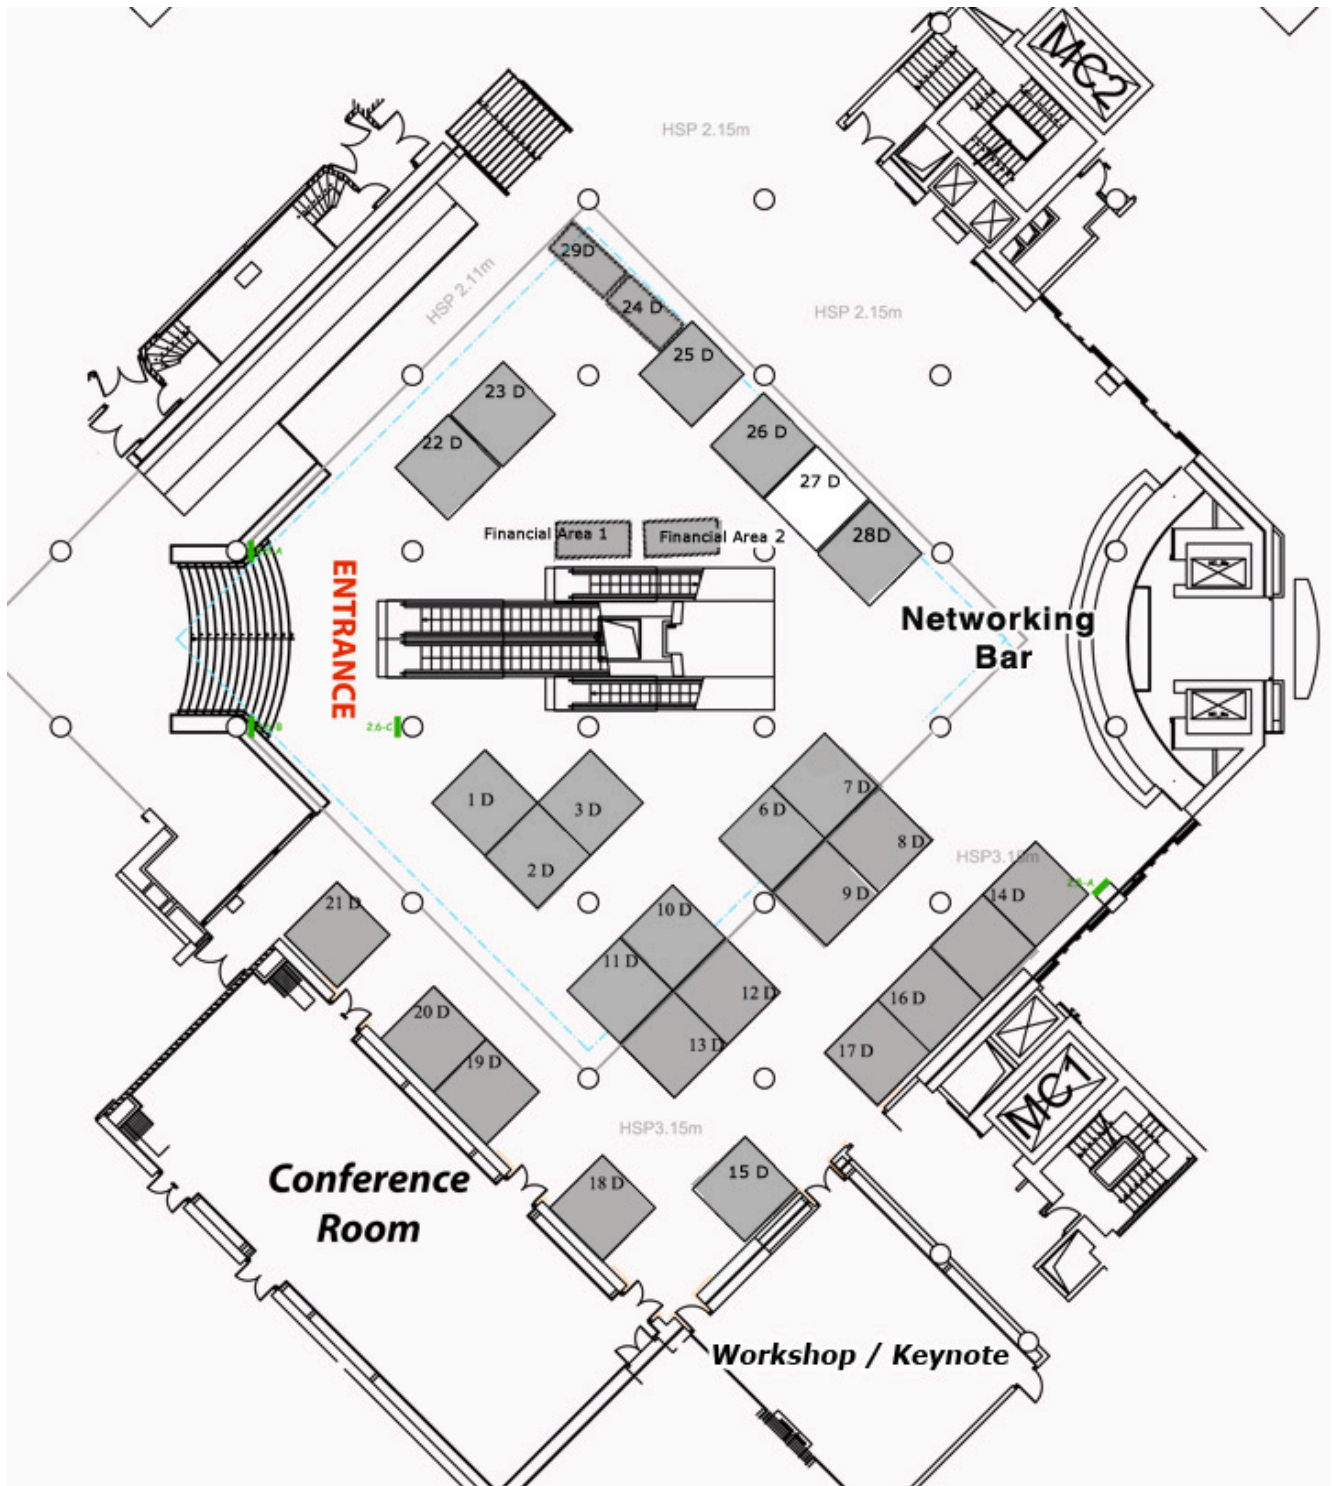 MC2
HSP 2.15m
HSP 2.11m
29D
24 D
HSP 2.15m
25 D
23 D
22 D
26 D
27 D
28D
Financial Area 1
Financial Area 2
ENTRANCE
Networking
Bar
2.6-C
1 D
3 D
2 D
7 D
6 D
8 D
9 D
HSP3.15m
14 D
21 D
10 D
11 D
12 D
13 D
16 D
17 D
20 D
19 D
MC1
HSP3.15m
Conference
Room
18 D
15 D
Workshop / Keynote